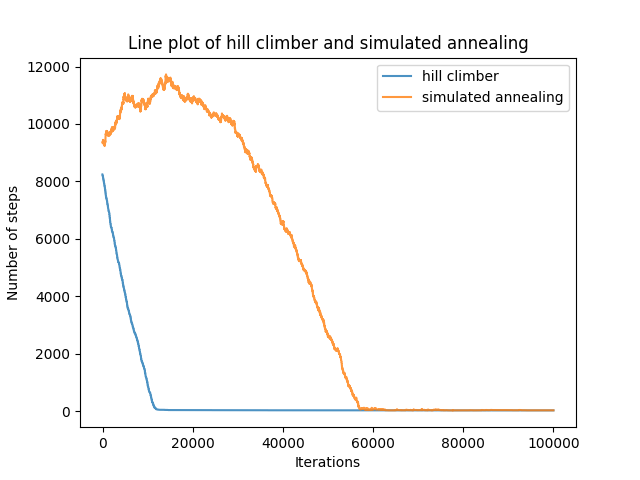 Line plot of hill climber and simulated annealing
hill climber
simulated annealing
12000
10000
8000
6000
4000
2000
0
Number of steps
0 20000 40000 60000 80000 100000
Iterations